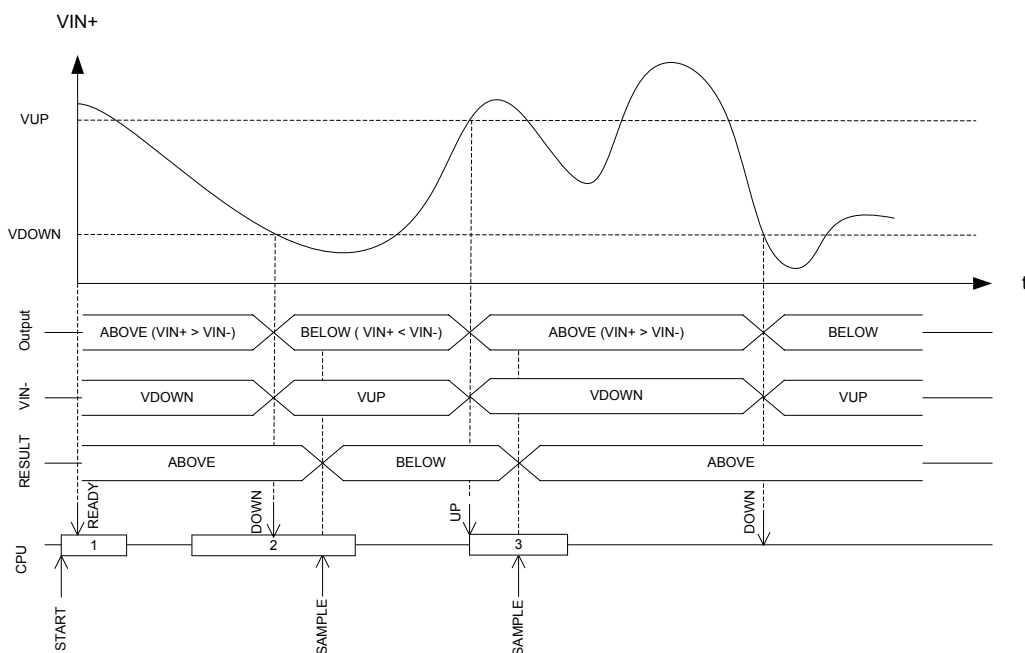 VIN+
VUP
VDOWN
t
Output
ABOVE (VIN+ > VIN-)
BELOW ( VIN+ < VIN-)
ABOVE (VIN+ > VIN-)
BELOW
VIN-
VDOWN
VUP
VDOWN
VUP
RESULT
ABOVE
BELOW
ABOVE
READY
DOWN
UP
DOWN
CPU
1
2
3
START
SAMPLE
SAMPLE